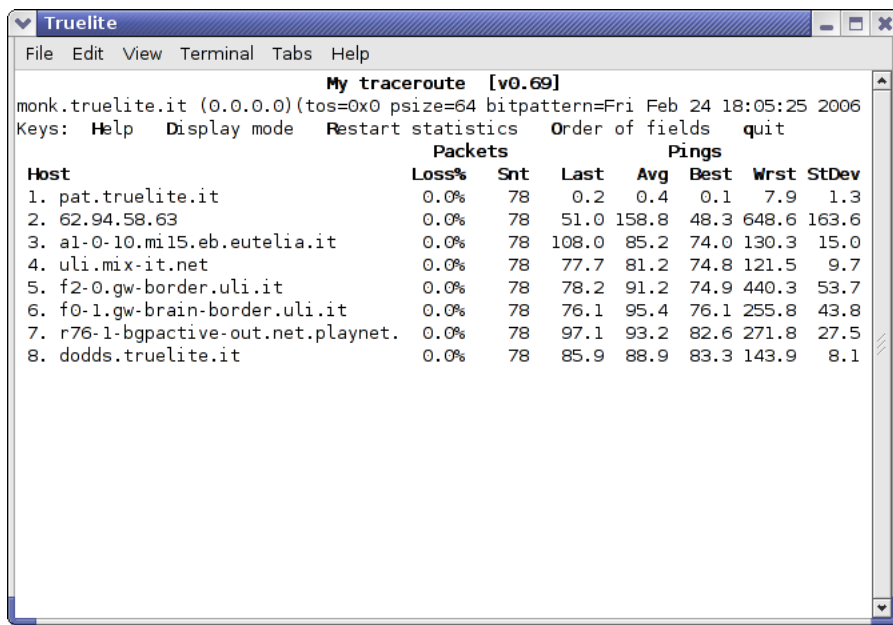 Truelite
File Edit View Terminal Tabs Help
My traceroute [v0.69]
monk.truelite.it (0.0.0.0)(tos=0x0 psize=64 bitpattern=Fri Feb 24 18:05:25 2006
Keys: Help Display mode Restart statistics Order of fields quit
Packets Pings
Host Loss% Snt Last Avg Best Wrst StDev
1. pat.truelite.it 0.0% 78 0.2 0.4 0.1 7.9 1.3
2. 62.94.58.63 0.0% 78 51.0 158.8 48.3 648.6 163.6
3. a1-0-10.mi15.eb.eutelia.it 0.0% 78 108.0 85.2 74.0 130.3 15.0
4. uli.mix-it.net 0.0% 78 77.7 81.2 74.8 121.5 9.7
5. f2-0.gw-border.uli.it 0.0% 78 78.2 91.2 74.9 440.3 53.7
6. f0-1.gw-brain-border.uli.it 0.0% 78 76.1 95.4 76.1 255.8 43.8
7. r76-1-bgpactive-out.net.playnet. 0.0% 78 97.1 93.2 82.6 271.8 27.5
8. dodds.truelite.it 0.0% 78 85.9 88.9 83.3 143.9 8.1